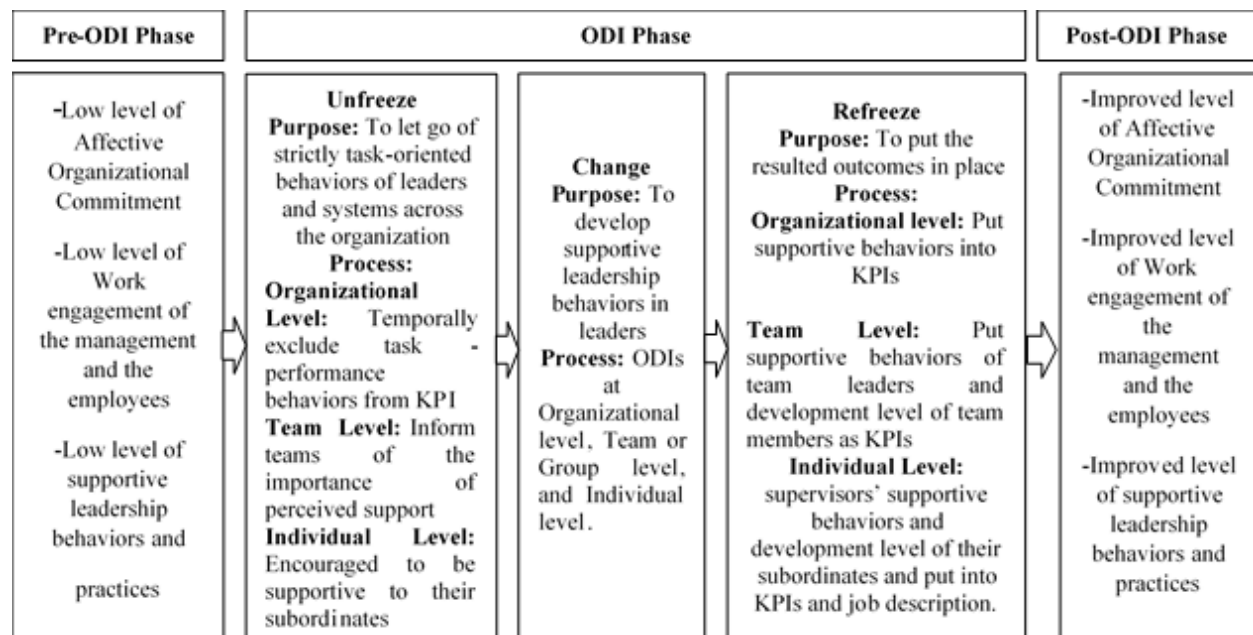 Pre-ODI Phase
ODI Phase
Post-ODI Phase
-Low level of
Affective
Organizational
Commitment
-Low level of
Work
engagement of
the management
and the
employees
-Low level of
supportive
leadership
behaviors and
practices
Unfreeze
Purpose: To let go of
strictly task-oriented
behaviors of leaders
and systems across
the organization
Process:
Organizational
Level: Temporally
exclude task -
performance
behaviors from KPI
Team Level: Inform
teams of the
importance of
perceived support
Individual Level:
Encouraged to be
supportive to their
subordinates
Change
Purpose: To
develop
supportive
leadership
behaviors in
leaders
Process: ODIs
at
Organizational
level, Team or
Group level,
and Individual
level.
Refreeze
Purpose: To put the
resulted outcomes in place
Process:
Organizational level: Put
supportive behaviors into
KPIs
Team Level: Put
supportive behaviors of
team leaders and
development level of team
members as KPIs
Individual Level:
supervisors' supportive
behaviors and
development level of their
subordinates and put into
KPIs and job description.
-Improved level
of Affective
Organizational
Commitment
-Improved level
of Work
engagement of
the
management
and the
employees
-Improved level
of supportive
leadership
behaviors and
practices